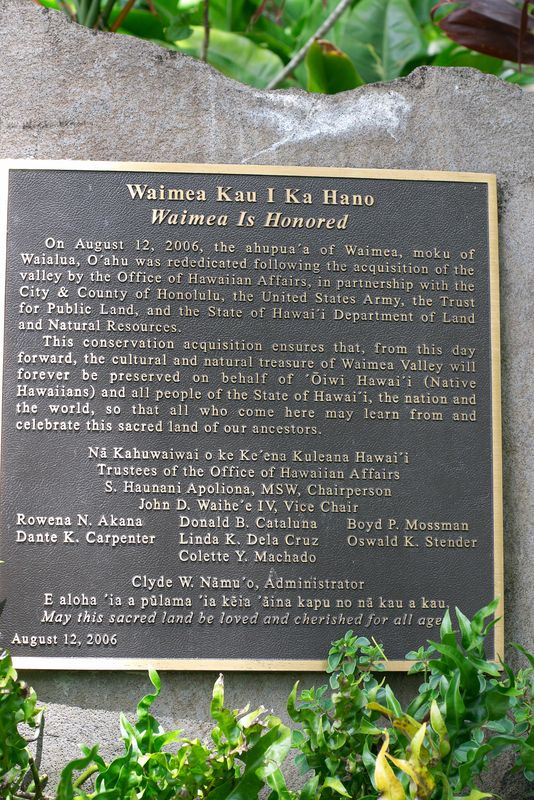 Waimea Kau I Ka Hano
Waimea Is Honored
On August 12, 2006, the ahupuaʻa of Waimea, moku of
Waialua, Oʻahu was rededicated following the acquisition of the
valley by the Office of Hawaiian Affairs, in partnership with the
City & County of Honolulu, the United States Army, the Trust
for Public Land, and the State of Hawaiʻi Department of Land
and Natural Resources.
This conservation acquisition ensures that, from this day
forward, the cultural and natural treasure of Waimea Valley will
forever be preserved on behalf of ʻŌiwi Hawaiʻi (Native
Hawaiians) and all people of the State of Hawaiʻi, the nation and
the world, so that all who come here may learn from and
celebrate this sacred land of our ancestors.
Nā Kahuwaiwai o ke Keʻena Kuleana Hawaiʻi
Trustees of the Office of Hawaiian Affairs
S. Haunani Apoliona, MSW, Chairperson
John D. Waiheʻe IV, Vice Chair
Rowena N. Akana Donald B. Cataluna Boyd P. Mossman
Dante K. Carpenter Linda K. Dela Cruz Oswald K. Stender
Colette Y. Machado
Clyde W. Nāmuʻo, Administrator
E aloha ʻia a pūlama ʻia kēia ʻāina kapu no nā kau a kau.
May this sacred land be loved and cherished for all age
August 12, 2006